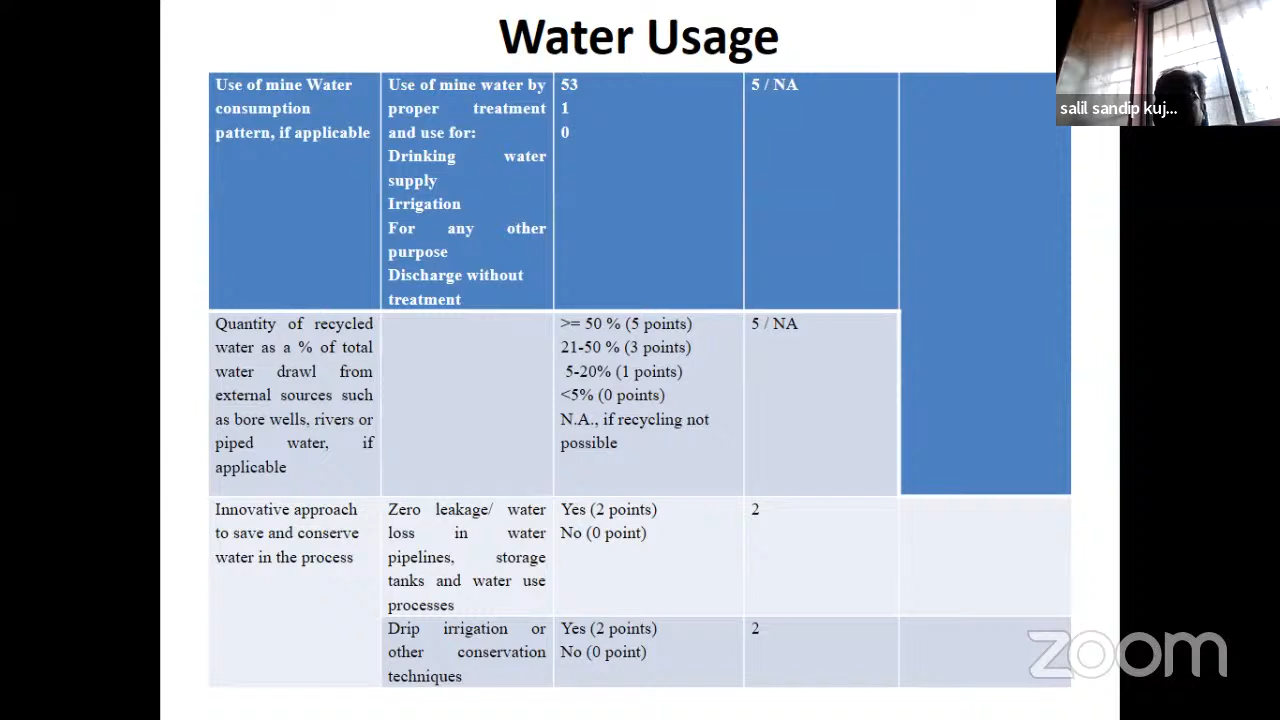 Water Usage
Use of mine Water
consumption
pattern, if applicable
Use of mine water by
proper treatment
and use for:
Drinking water
supply
Irrigation
For any other
purpose
Discharge without
treatment
53
1
0
5 / NA
Quantity of recycled
water as a % of total
water drawl from
external sources such
as bore wells, rivers or
piped water, if
applicable
>= 50 % (5 points)
21-50 % (3 points)
5-20% (1 points)
<5% (0 points)
N.A., if recycling not
possible
5 / NA
Innovative approach
to save and conserve
water in the process
Zero leakage/ water
loss in water
pipelines, storage
tanks and water use
processes
Yes (2 points)
No (0 point)
2
Drip irrigation or
other conservation
techniques
Yes (2 points)
No (0 point)
2
salil sandip kuj...
zoom